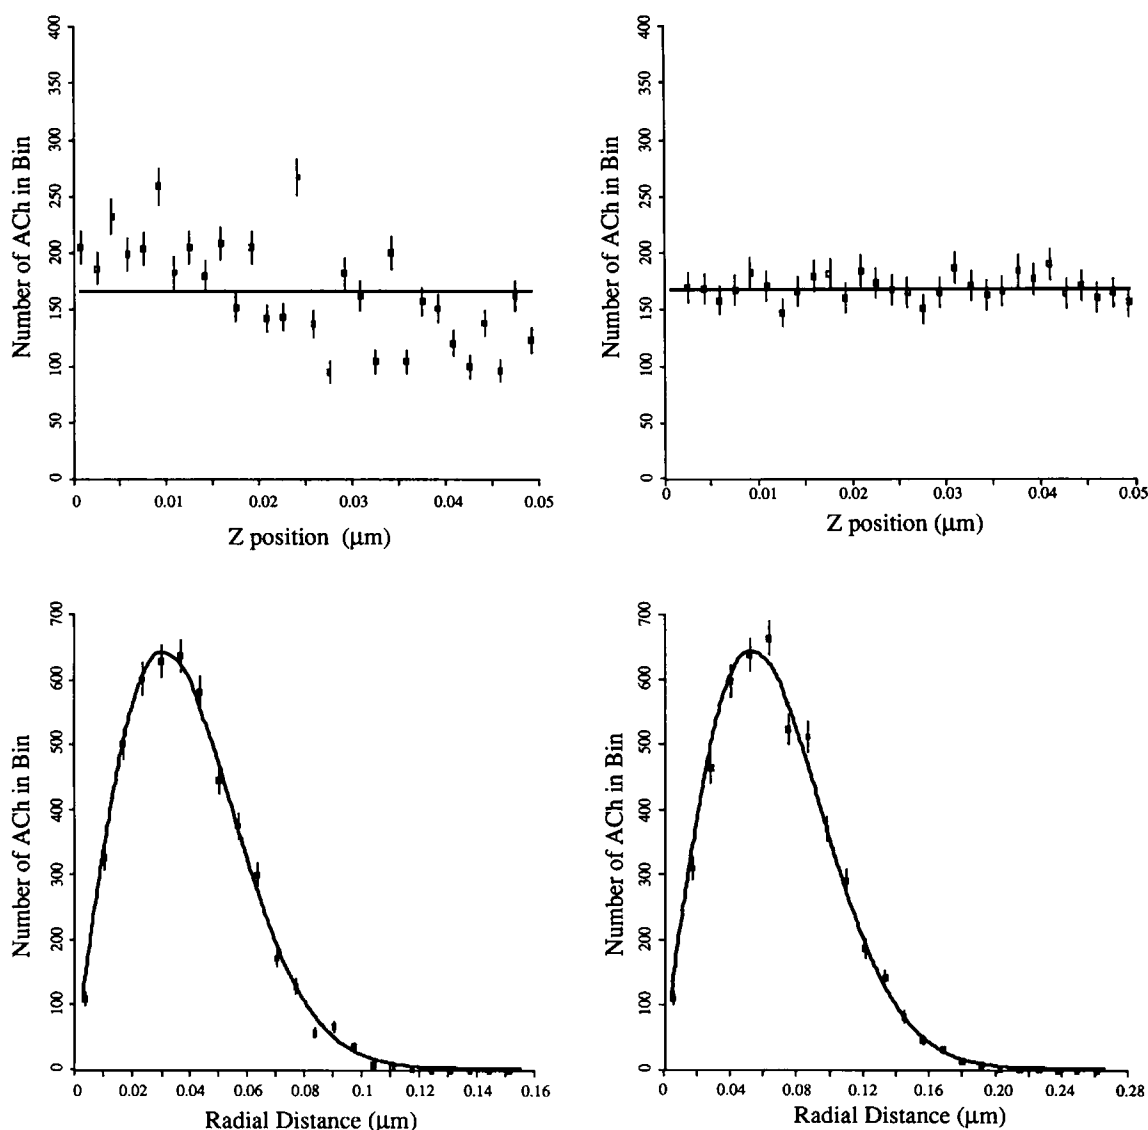 Number of ACh in Bin
400
350
300
250
200
150
100
50
0
0 0.01 0.02 0.03 0.04 0.05
Z position (μm)
Number of ACh in Bin
400
350
300
250
200
150
100
50
0
0 0.01 0.02 0.03 0.04 0.05
Z position (μm)
Number of ACh in Bin
700
600
500
400
300
200
100
0
0 0.02 0.04 0.06 0.08 0.10 0.12 0.14 0.16
Radial Distance (μm)
Number of ACh in Bin
700
600
500
400
300
200
100
0
0.04 0.08 0.12 0.16 0.20 0.24 0.28
Radial Distance (μm)